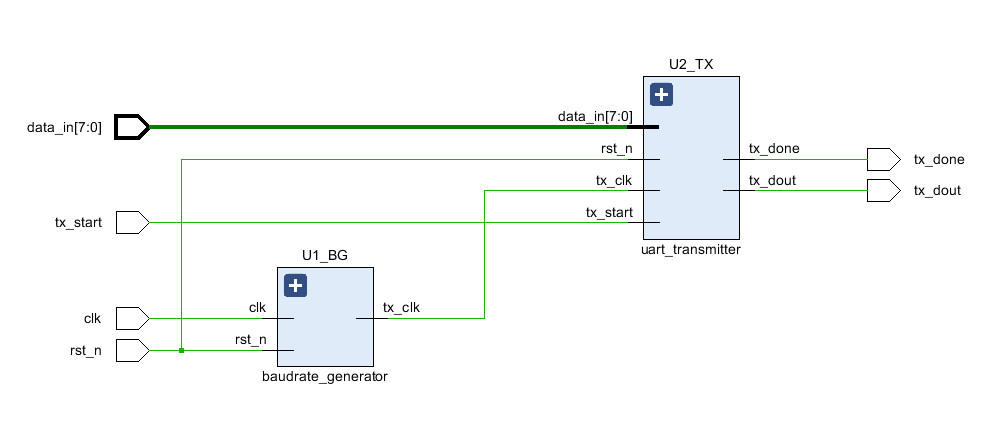 U2_TX
data_in[7:0]
data_in[7:0]
rst_n
tx_done
tx_done
tx_clk
tx_dout
tx_dout
tx_start
tx_start
uart_transmitter
U1_BG
clk
clk
tx_clk
rst_n
rst_n
baudrate_generator